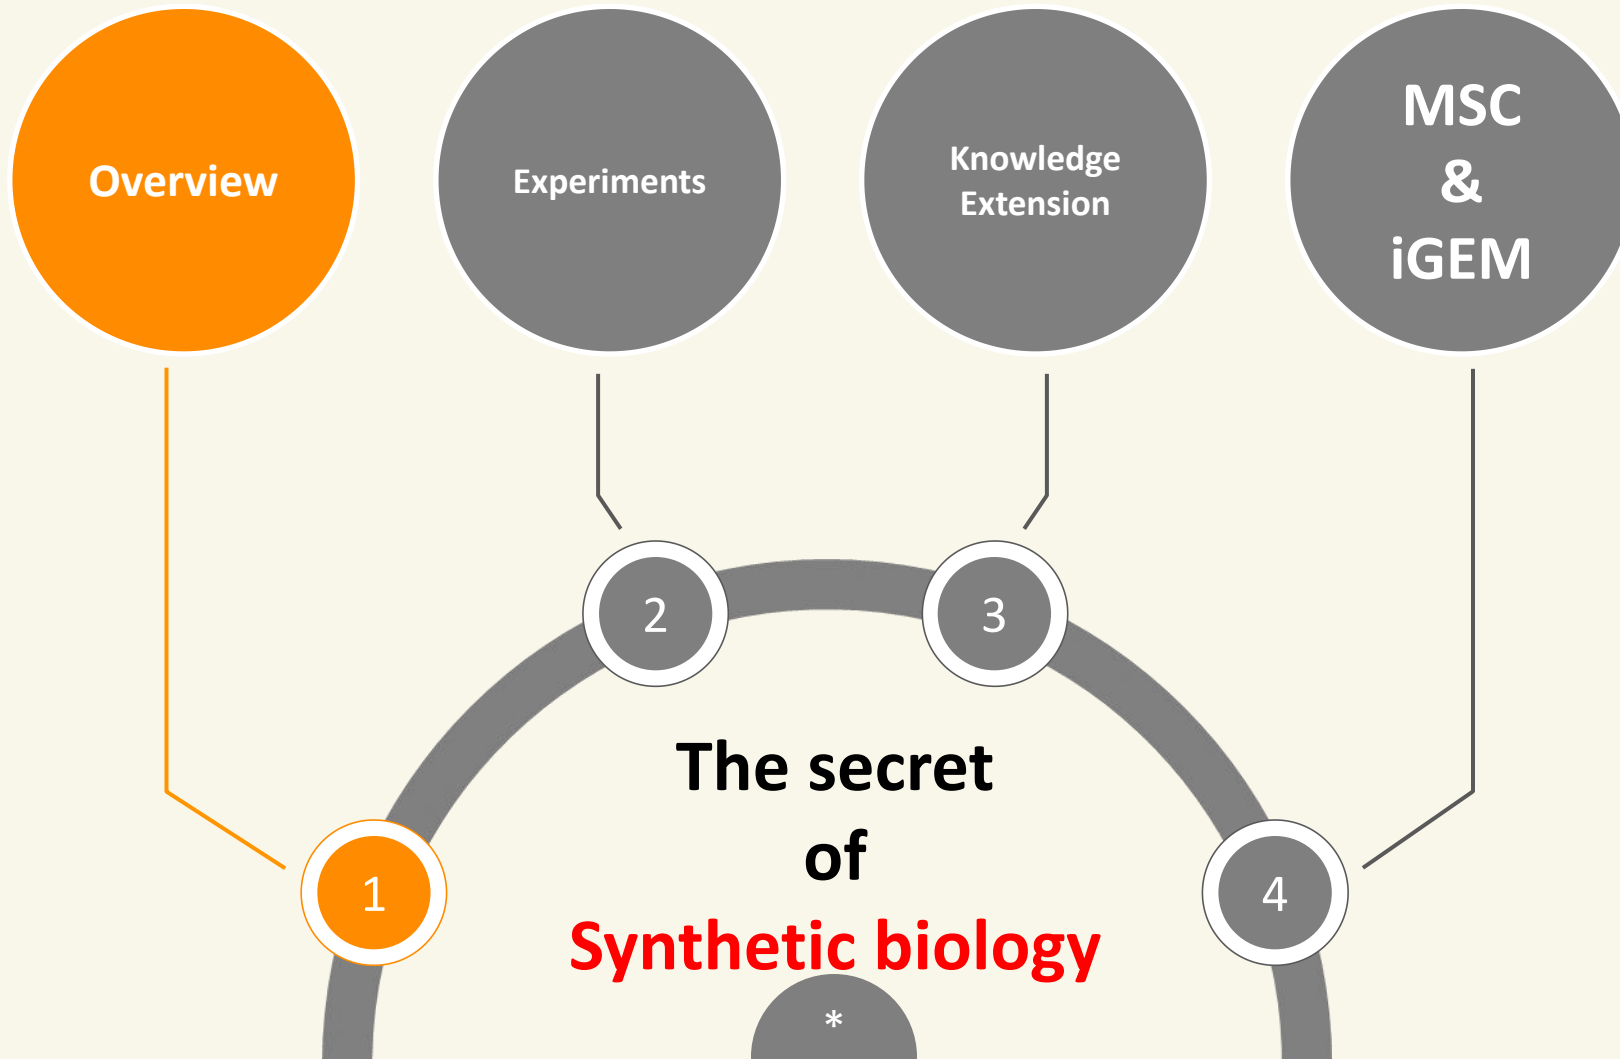 Overview
Experiments
Knowledge
Extension
MSC
&
iGEM
2
3
1
4
The secret
of
Synthetic biology
*